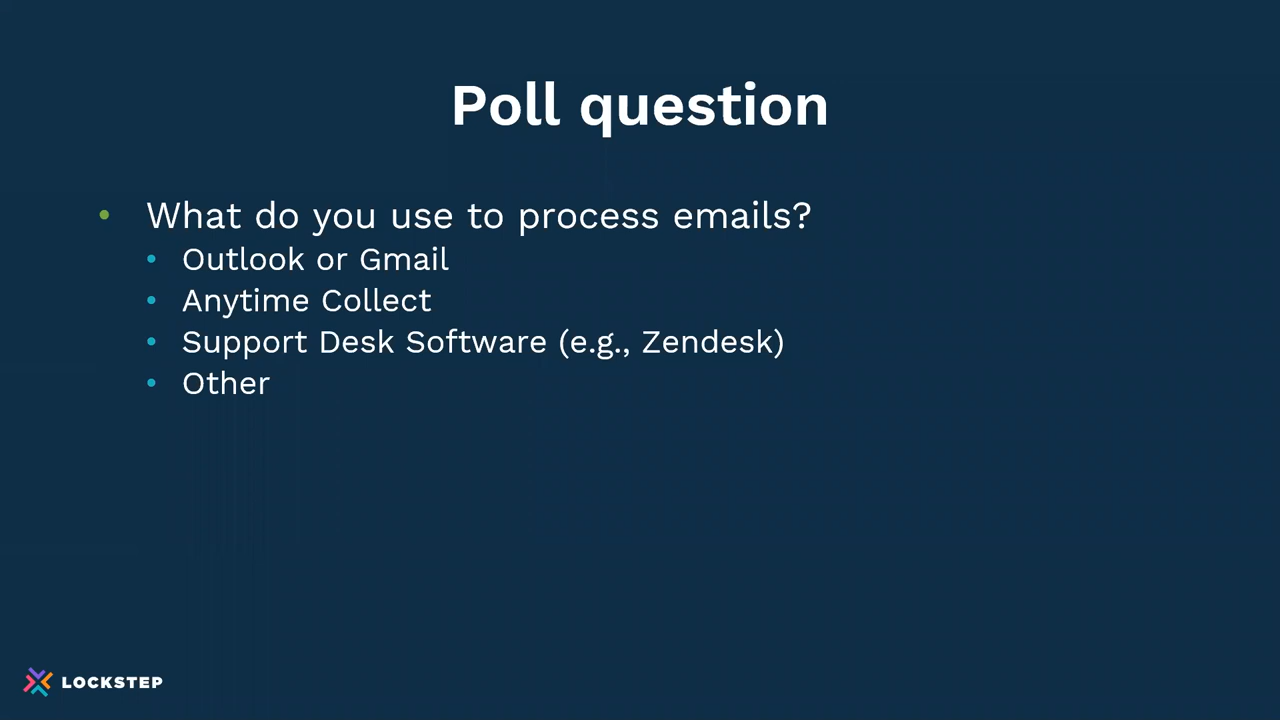 Poll question
• What do you use to process emails?
• Outlook or Gmail
• Anytime Collect
• Support Desk Software (e.g., Zendesk)
• Other
LOCKSTEP